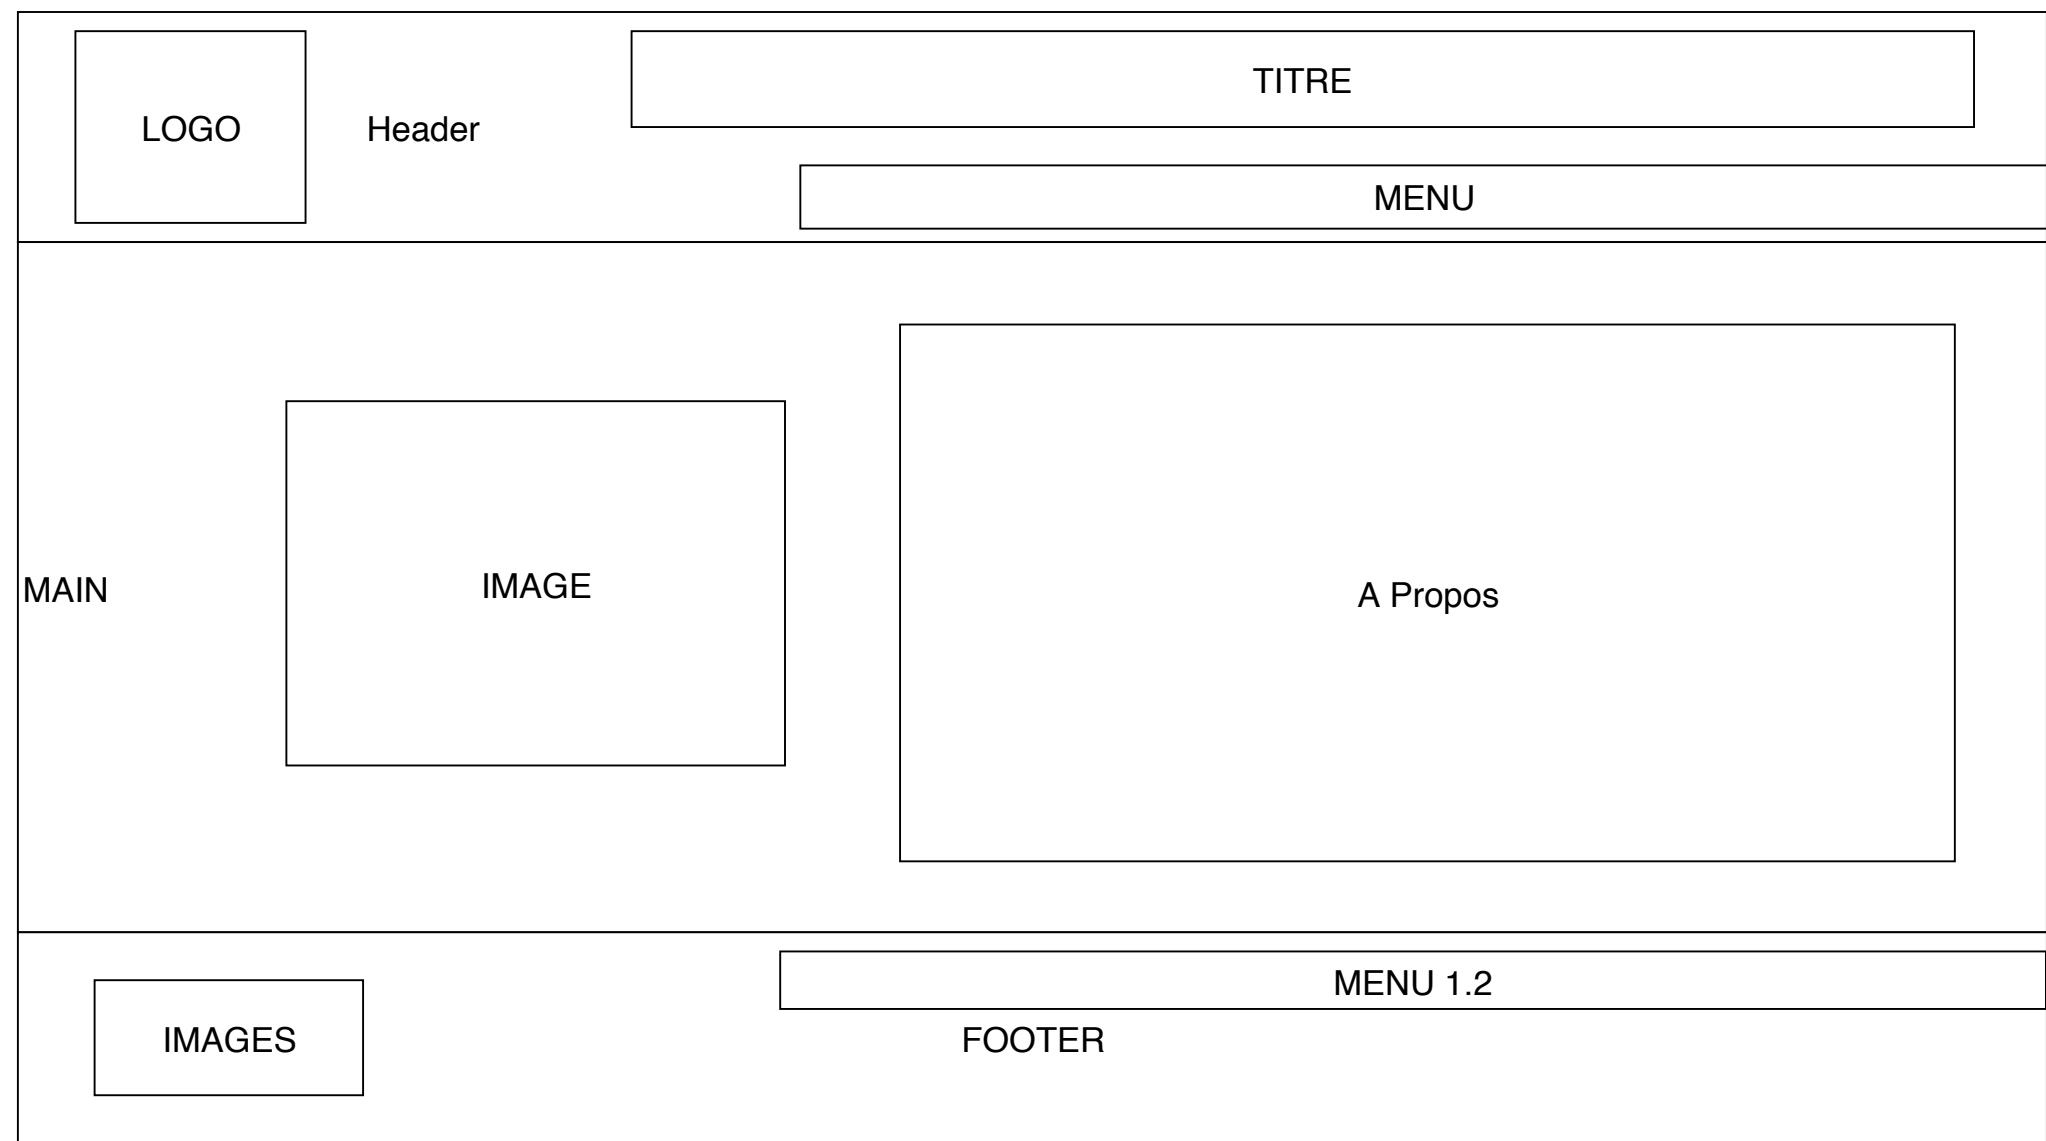 TITRE
LOGO
Header
MENU
MAIN
IMAGE
A Propos
MENU 1.2
IMAGES
FOOTER